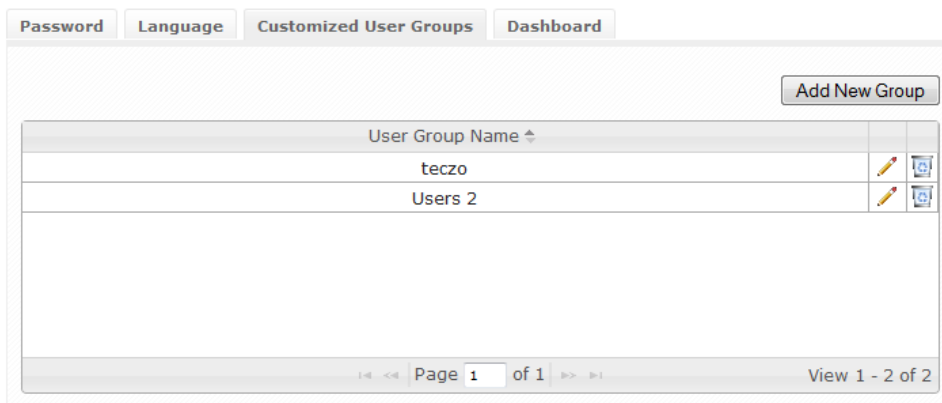 Password Language Customized User Groups Dashboard
Add New Group
User Group Name
teczo
Users 2
Page 1 of 1 View 1 - 2 of 2